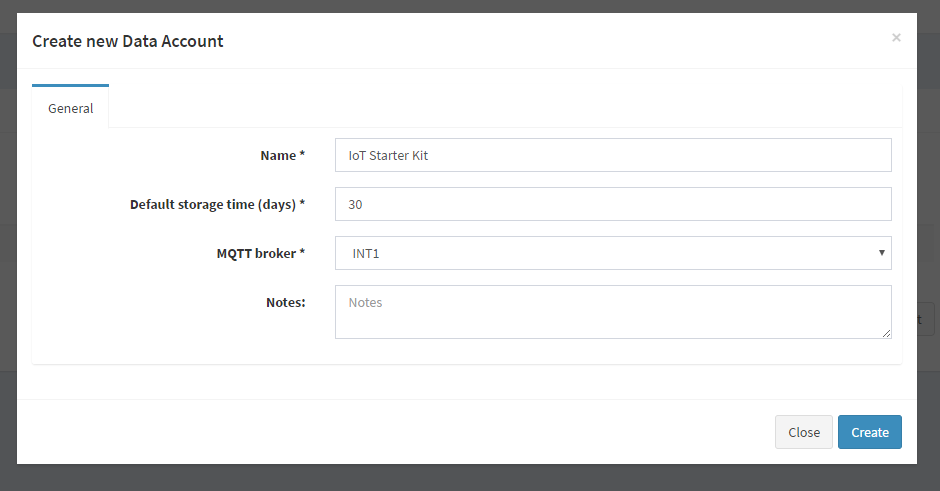 Create new Data Account ×
General
Name * IoT Starter Kit
Default storage time (days) * 30
MQTT broker * INT1
Notes: Notes
Close Create